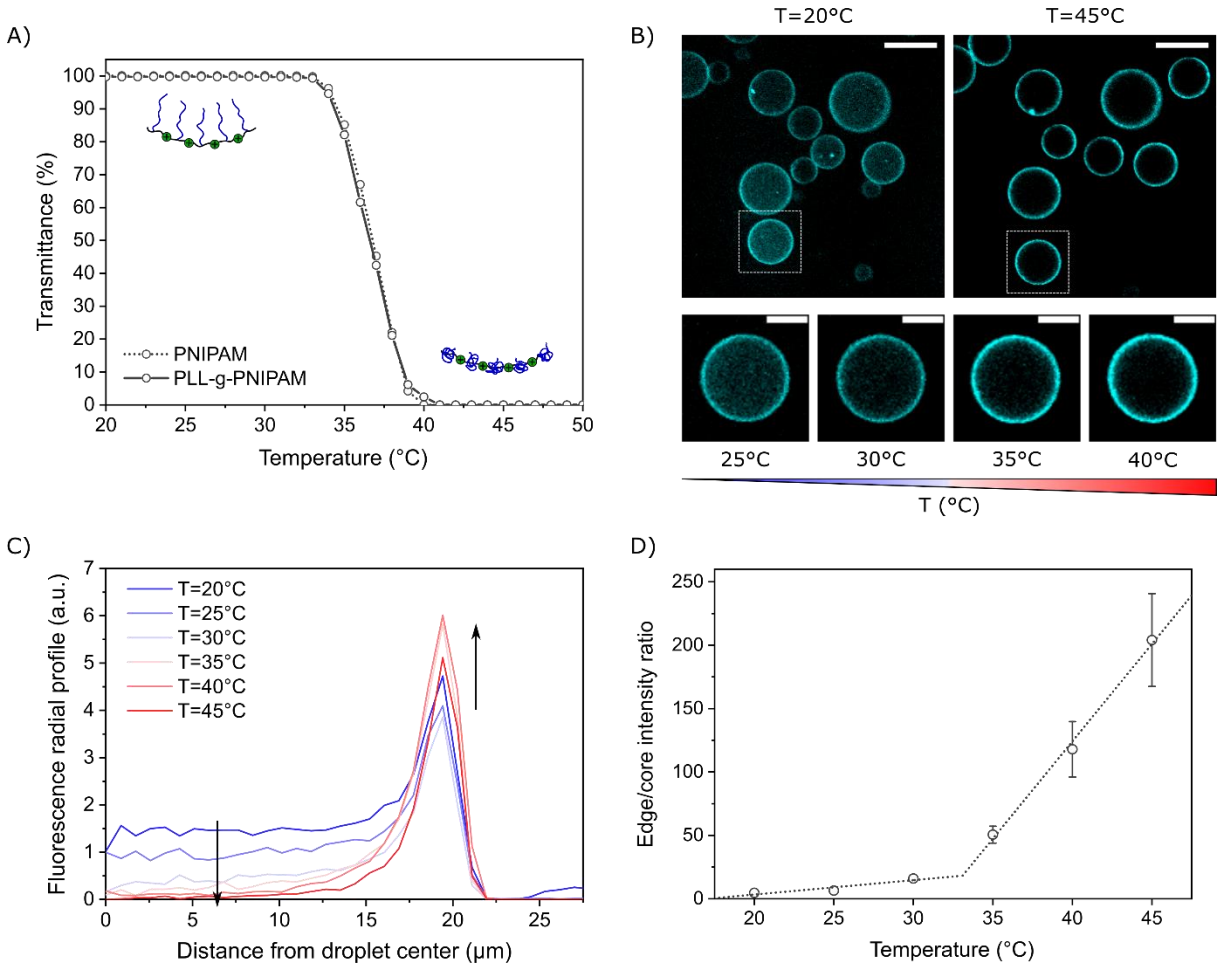 A)
100
90
80
70
60
50
40
30
20
10
0
Transmittance (%)
PNIPAM
PLL-g-PNIPAM
20 25 30 35 40 45 50
Temperature (°C)
B)
T=20°C T=45°C
25°C 30°C 35°C 40°C
T (°C)
C)
7
6
5
4
3
2
1
0
Fluorescence radial profile (a.u.)
T=20°C
T=25°C
T=30°C
T=35°C
T=40°C
T=45°C
0 5 10 15 20 25
Distance from droplet center (µm)
D)
250
200
150
100
50
0
Edge/core intensity ratio
20 25 30 35 40 45
Temperature (°C)